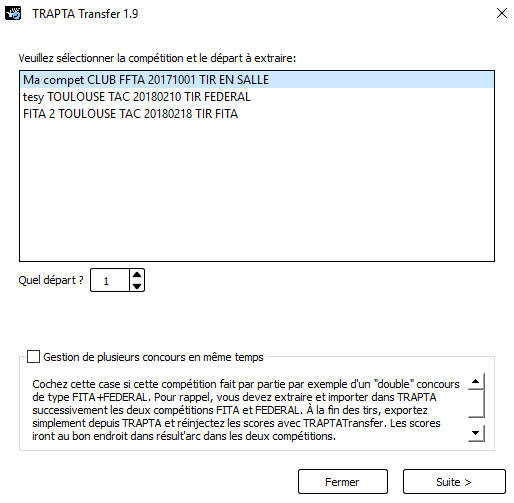 TRAPTA Transfer 1.9
Veuillez sélectionner la compétition et le départ à extraire:
Ma compet CLUB FFTA 20171001 TIR EN SALLE
tesy TOULOUSE TAC 20180210 TIR FEDERAL
FITA 2 TOULOUSE TAC 20180218 TIR FITA
Quel départ ? 1
Gestion de plusieurs concours en même temps
Cochez cette case si cette compétition fait par partie par exemple d'un "double" concours
de type FITA+FEDERAL. Pour rappel, vous devez extraire et importer dans TRAPTA
successivement les deux compétitions FITA et FEDERAL. À la fin des tirs, exportez
simplement depuis TRAPTA et réinjectez les scores avec TRAPTATransfer. Les scores
iront au bon endroit dans résult'arc dans les deux compétitions.
Fermer Suite >